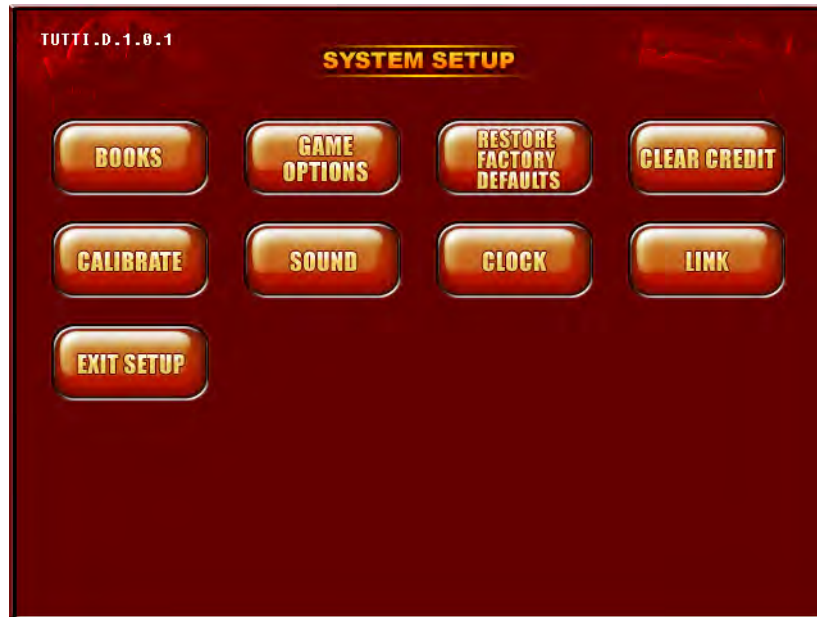 TUTTI.D.1.0.1
SYSTEM SETUP
BOOKS
GAME
OPTIONS
RESTORE
FACTORY
DEFAULTS
CLEAR CREDIT
CALIBRATE
SOUND
CLOCK
LINK
EXIT SETUP